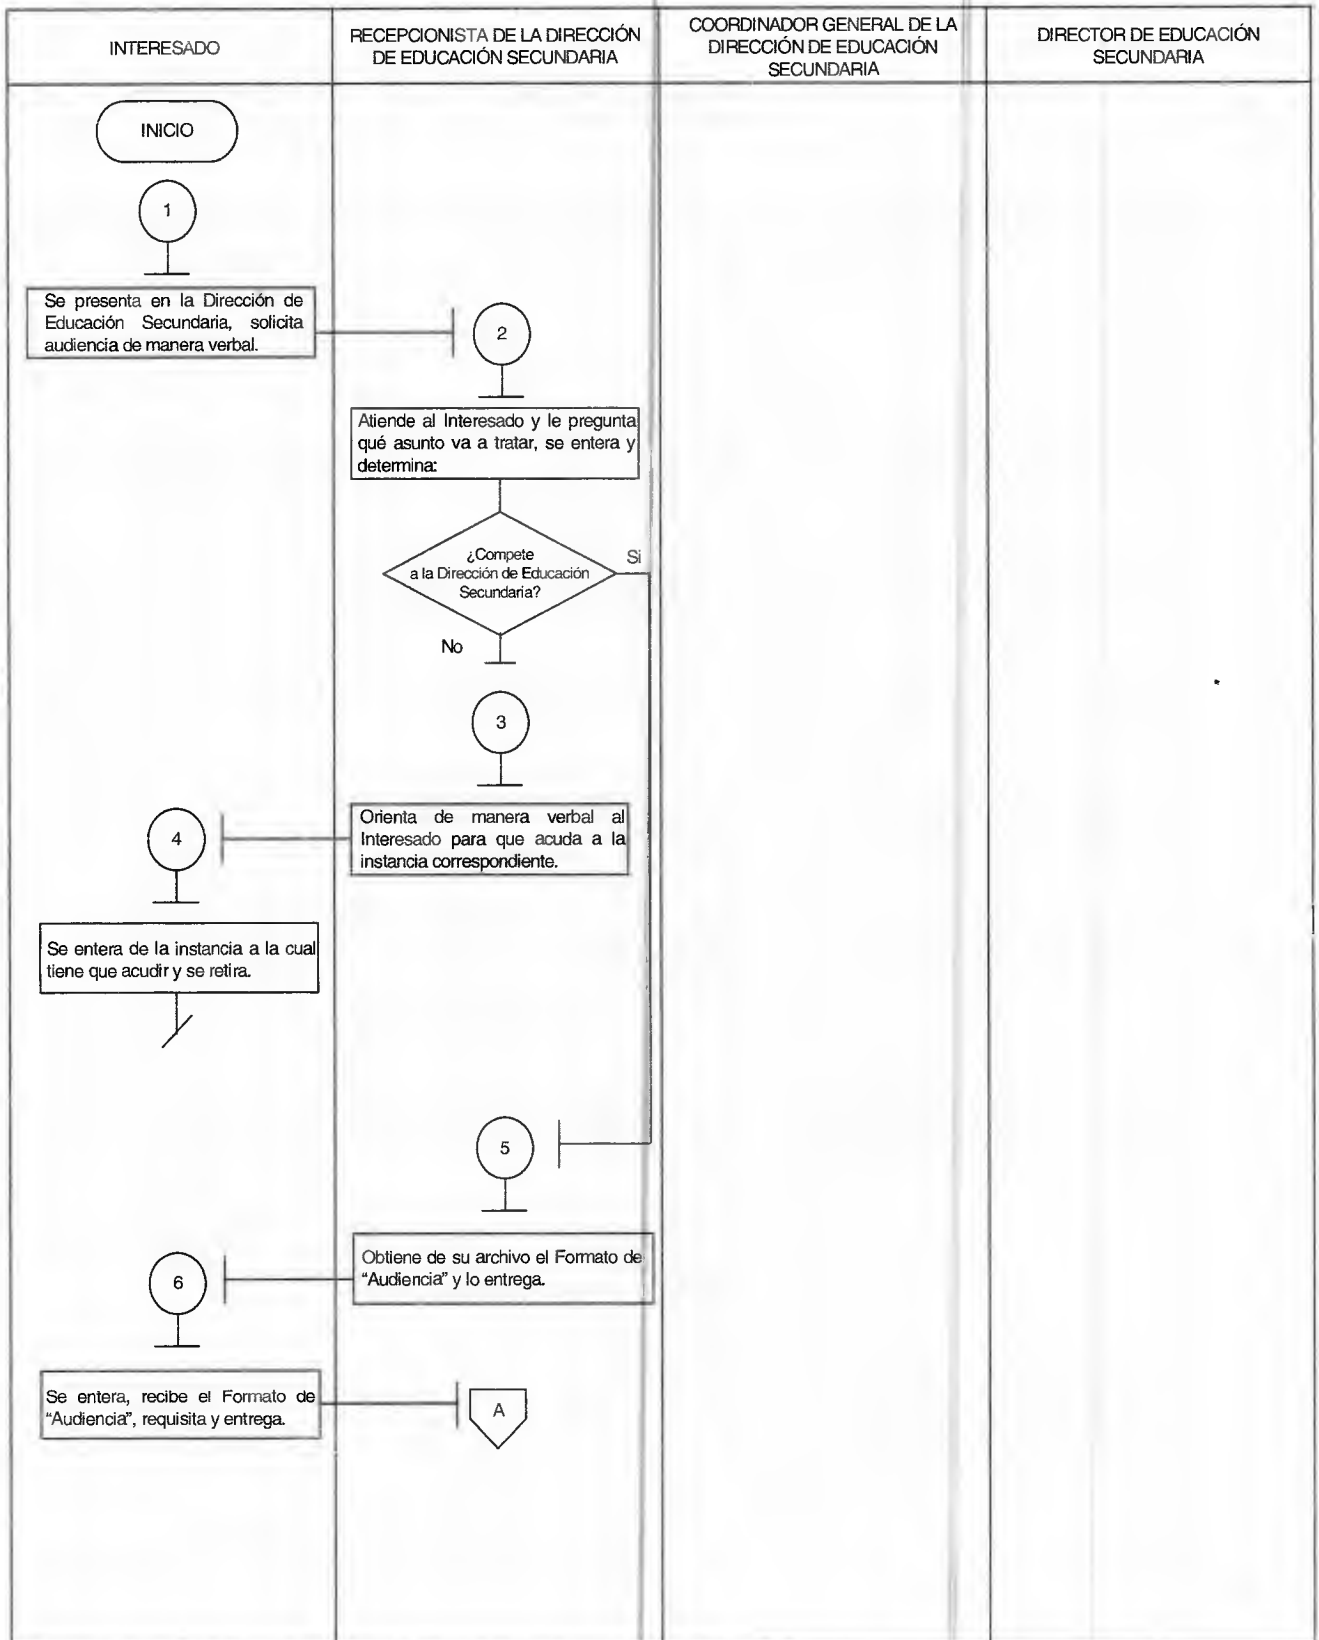 INTERESADO
RECEPCIONISTA DE LA DIRECCIÓN
DE EDUCACIÓN SECUNDARIA
COORDINADOR GENERAL DE LA
DIRECCIÓN DE EDUCACIÓN
SECUNDARIA
DIRECTOR DE EDUCACIÓN
SECUNDARIA
INICIO
1
Se presenta en la Dirección de
Educación Secundaria, solicita
audiencia de manera verbal.
2
Atiende al Interesado y le pregunta
qué asunto va a tratar, se entera y
determina:
¿Compete
a la Dirección de Educación
Secundaria?
Si
No
3
Orienta de manera verbal al
Interesado para que acuda a la
instancia correspondiente.
4
Se entera de la instancia a la cual
tiene que acudir y se retira.
5
Obtiene de su archivo el Formato de
“Audiencia” y lo entrega.
6
Se entera, recibe el Formato de
“Audiencia”, requisita y entrega.
A